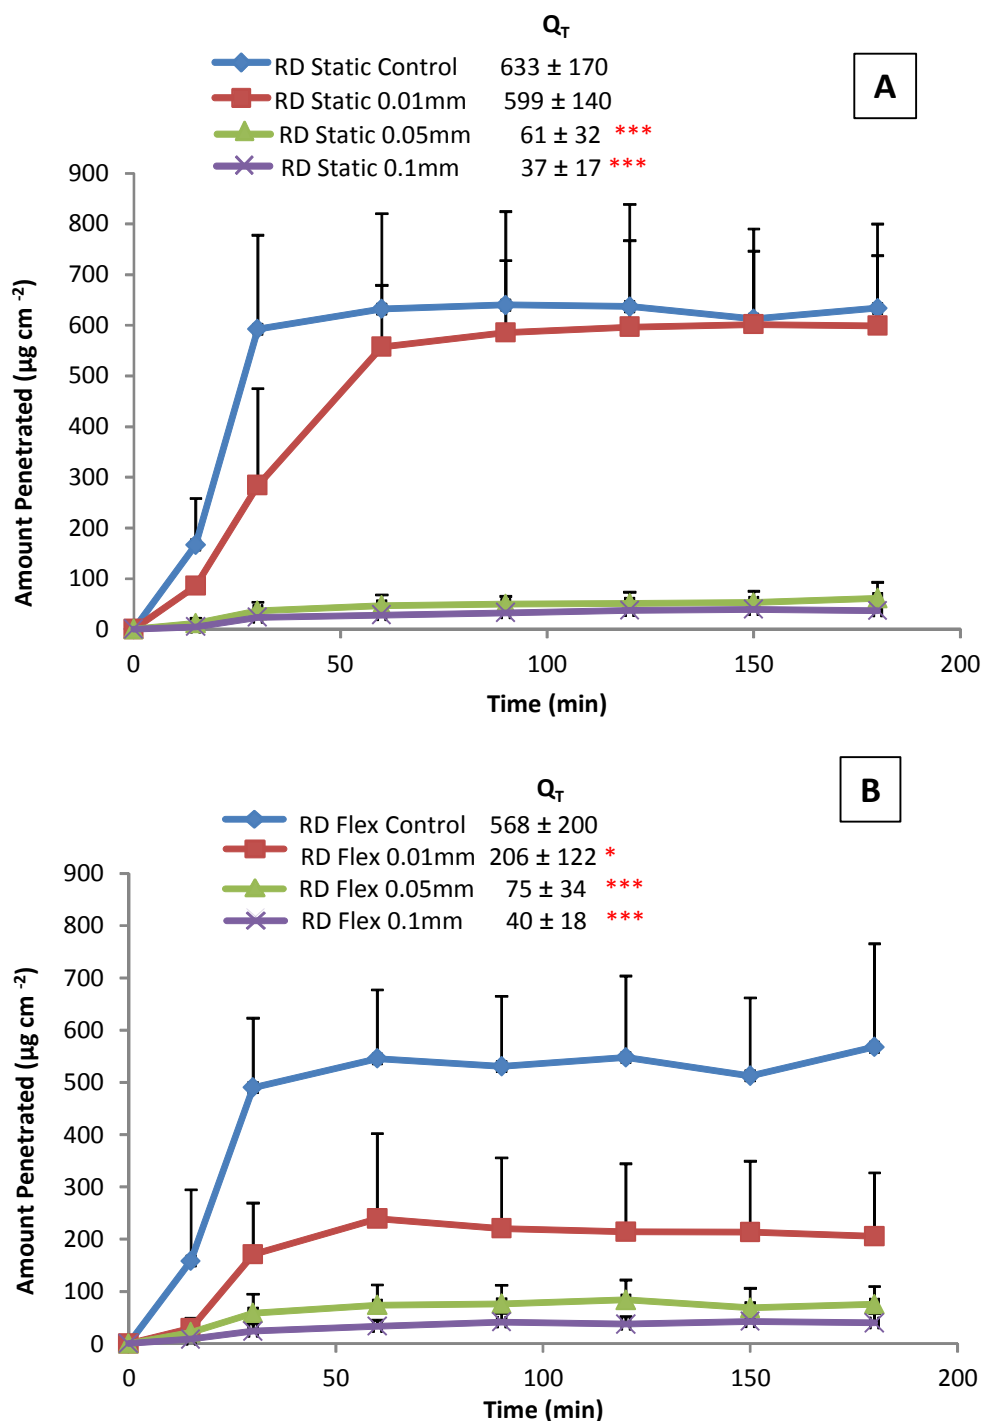 Q_T
A
RD Static Control 633 ± 170
RD Static 0.01mm 599 ± 140
RD Static 0.05mm 61 ± 32 ***
RD Static 0.1mm 37 ± 17 ***
900
800
700
600
500
400
300
200
100
0
Amount Penetrated (µg cm -2)
0 50 100 150 200
Time (min)
B
Q_T
RD Flex Control 568 ± 200
RD Flex 0.01mm 206 ± 122 *
RD Flex 0.05mm 75 ± 34 ***
RD Flex 0.1mm 40 ± 18 ***
900
800
700
600
500
400
300
200
100
0
Amount Penetrated (µg cm -2)
0 50 100 150 200
Time (min)